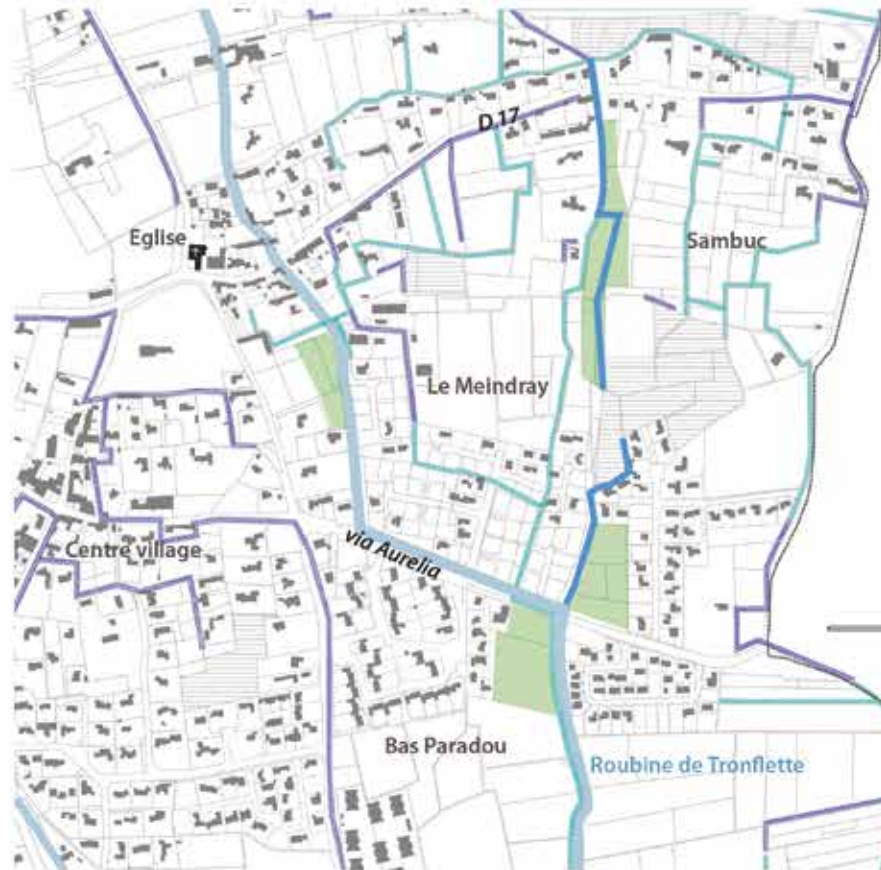 D.17
Eglise
Sambuc
Le Meindray
via Aurelia
Centre village
Bas Paradou
Roubine de Tronflette